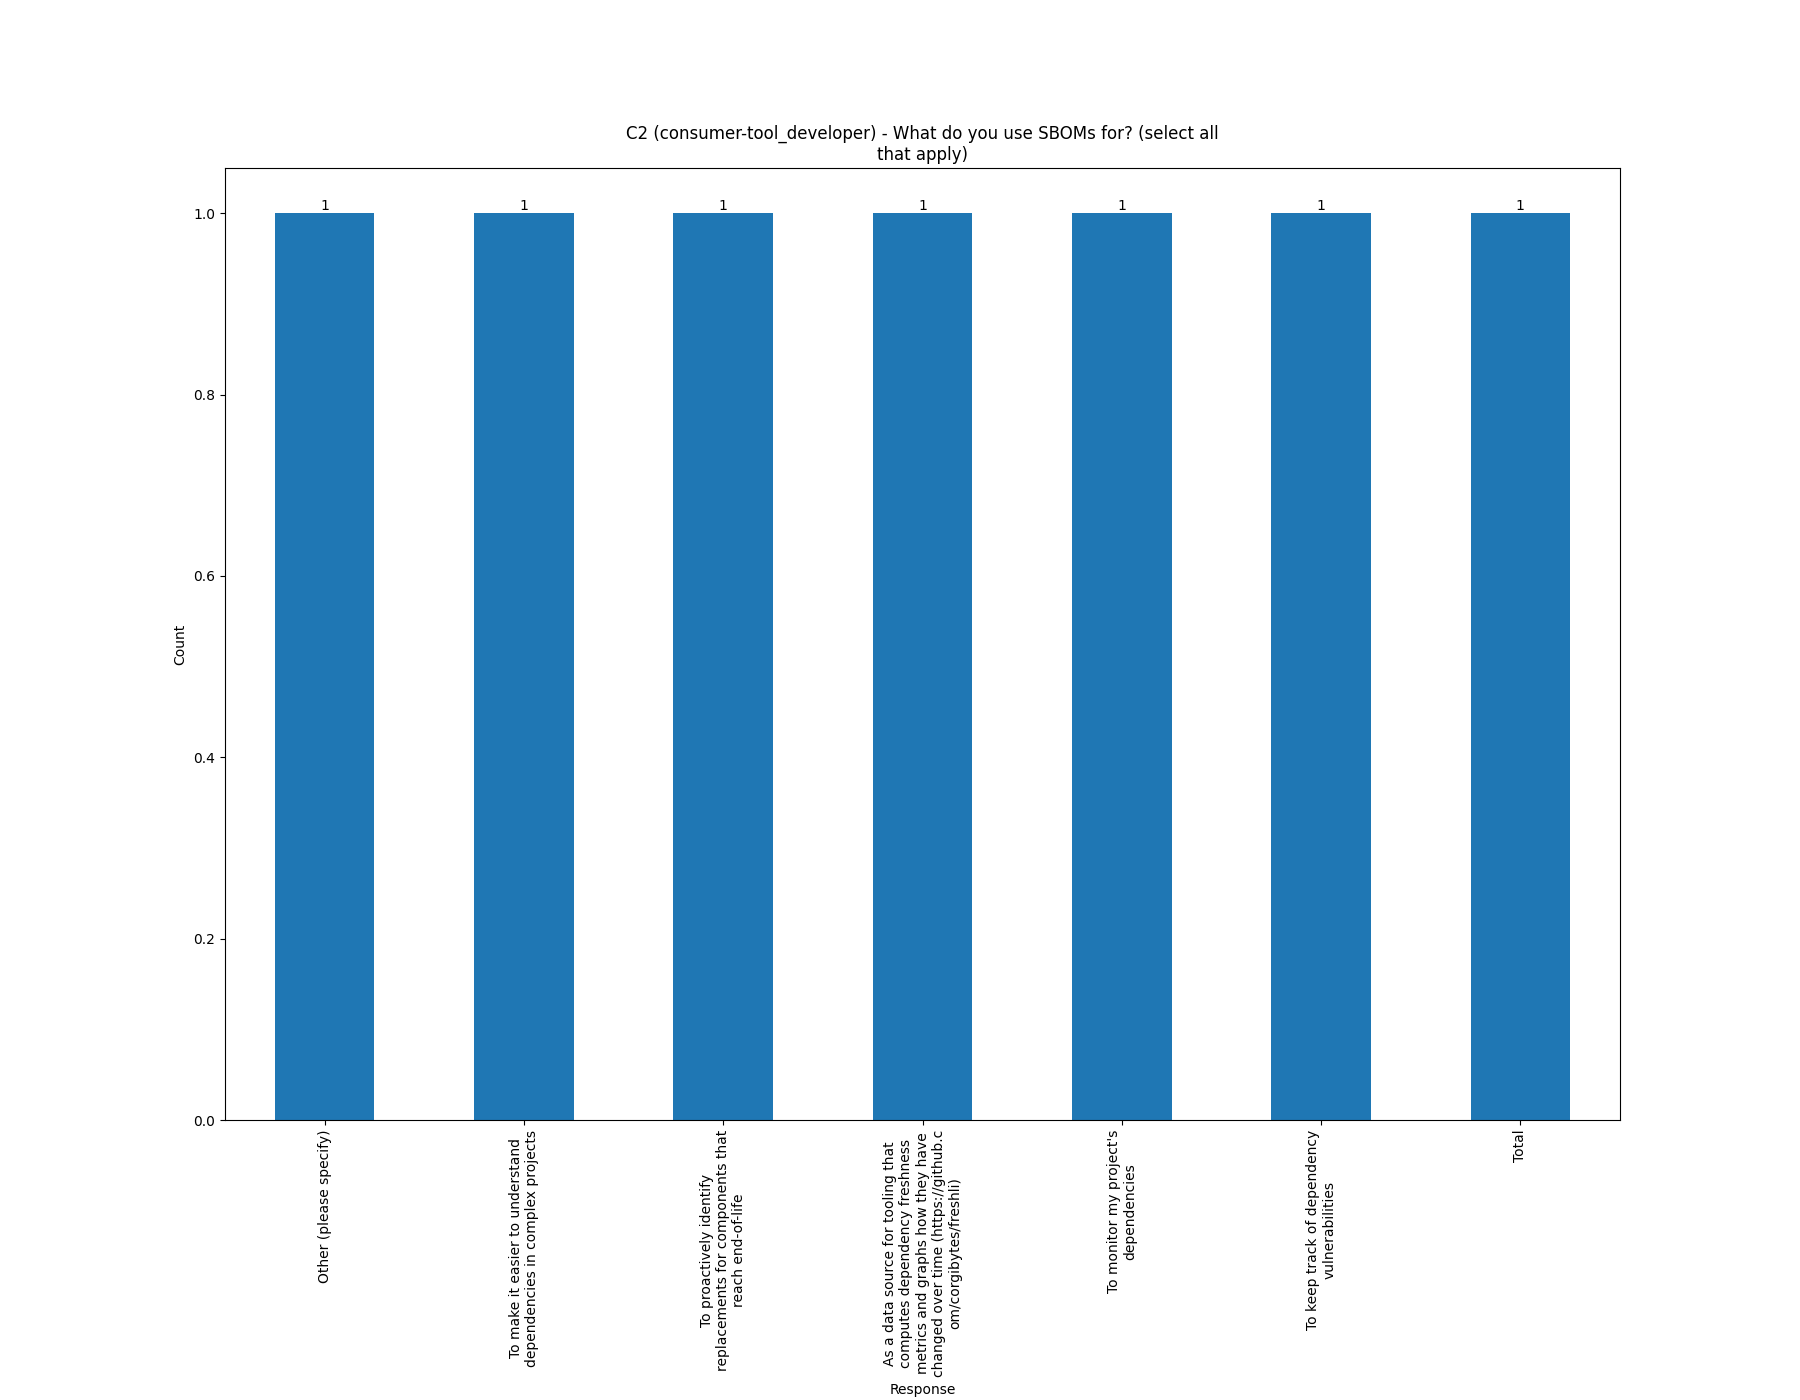 C2 (consumer-tool_developer) - What do you use SBOMs for? (select all
that apply)
1
1
1
1
1
1
1
1.0
0.8
0.6
0.4
0.2
0.0
Count
Other (please specify)
To make it easier to understand
dependencies in complex projects
To proactively identify
replacements for components that
reach end-of-life
As a data source for tooling that
computes dependency freshness
metrics and graphs how they have
changed over time (https://github.c
om/corgibytes/freshli)
To monitor my project's
dependencies
To keep track of dependency
vulnerabilities
Total
Response